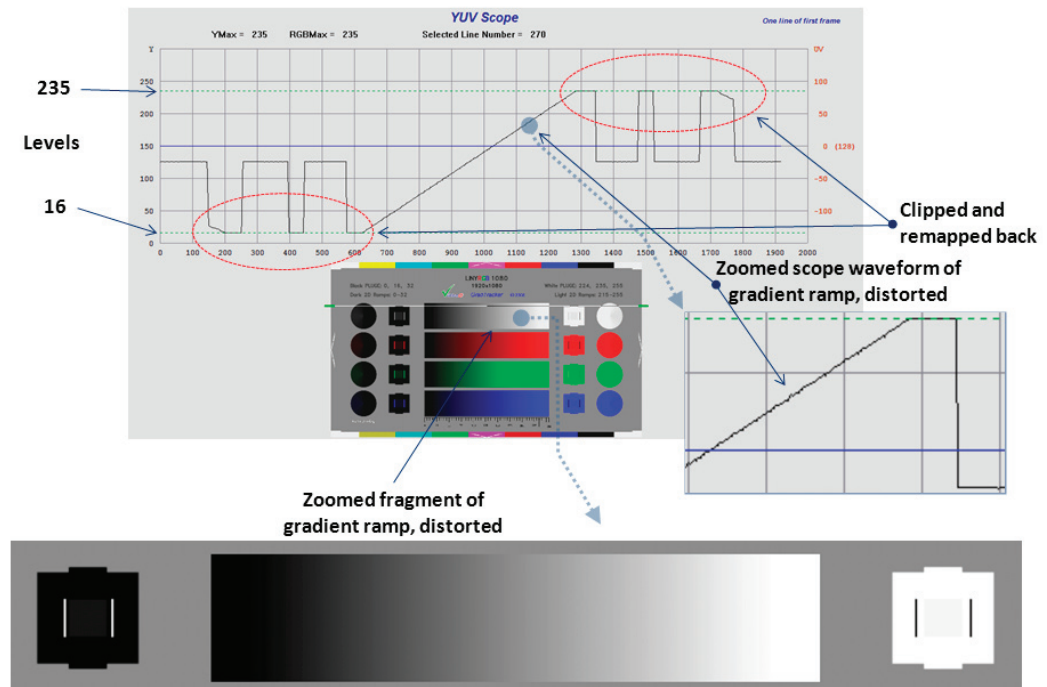 YUV Scope
One line of first frame
YMax = 235 RGBMax = 235 Selected Line Number = 270
Y
0V
250
200
150
100
50
0
100
50
0 (128)
-50
-100
0 100 200 300 400 500 600 700 800 900 1000 1100 1200 1300 1400 1500 1600 1700 1800 1900 2000
235
Levels
16
Clipped and
remapped back
Zoomed scope waveform of
gradient ramp, distorted
1920x1080
Zoomed fragment of
gradient ramp, distorted